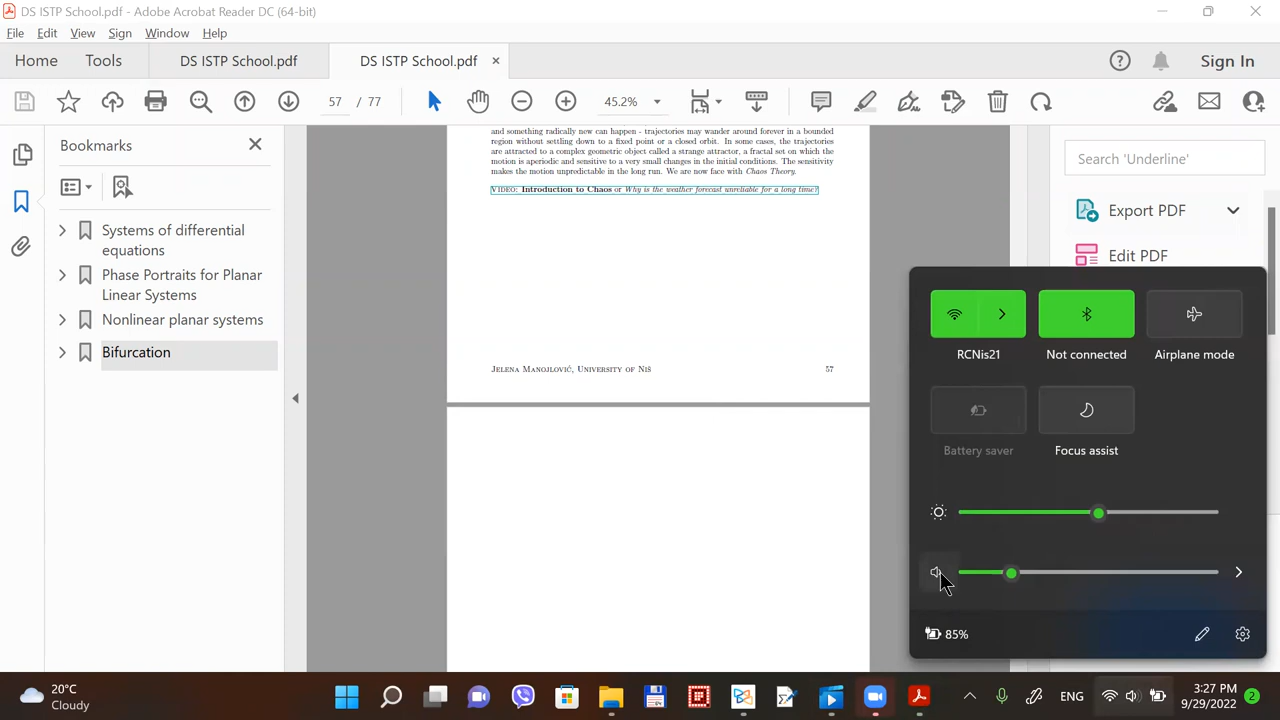 DS ISTP School.pdf - Adobe Acrobat Reader DC (64-bit)
File Edit View Sign Window Help
Home Tools DS ISTP School.pdf DS ISTP School.pdf × Sign In
57 / 77 45.2%
Bookmarks
Systems of differential
equations
Phase Portraits for Planar
Linear Systems
Nonlinear planar systems
Bifurcation
and something radically new can happen - trajectories may wander around forever in a bounded
region without settling down to a fixed point or a closed orbit. In some cases, the trajectories
are attracted to a complex geometric object called a strange attractor, a fractal set on which the
motion is aperiodic and sensitive to a very small changes in the initial conditions. The sensitivity
makes the motion unpredictable in the long run. We are now face with Chaos Theory.
VIDEO: Introduction to Chaos or Why is the weather forecast unreliable for a long time?
JELENA MANOJLOVIĆ, UNIVERSITY OF NIŠ 57
Search 'Underline'
Export PDF
Edit PDF
RCNis21 Not connected Airplane mode
Battery saver Focus assist
85%
20°C
Cloudy
ENG
3:27 PM
9/29/2022
2